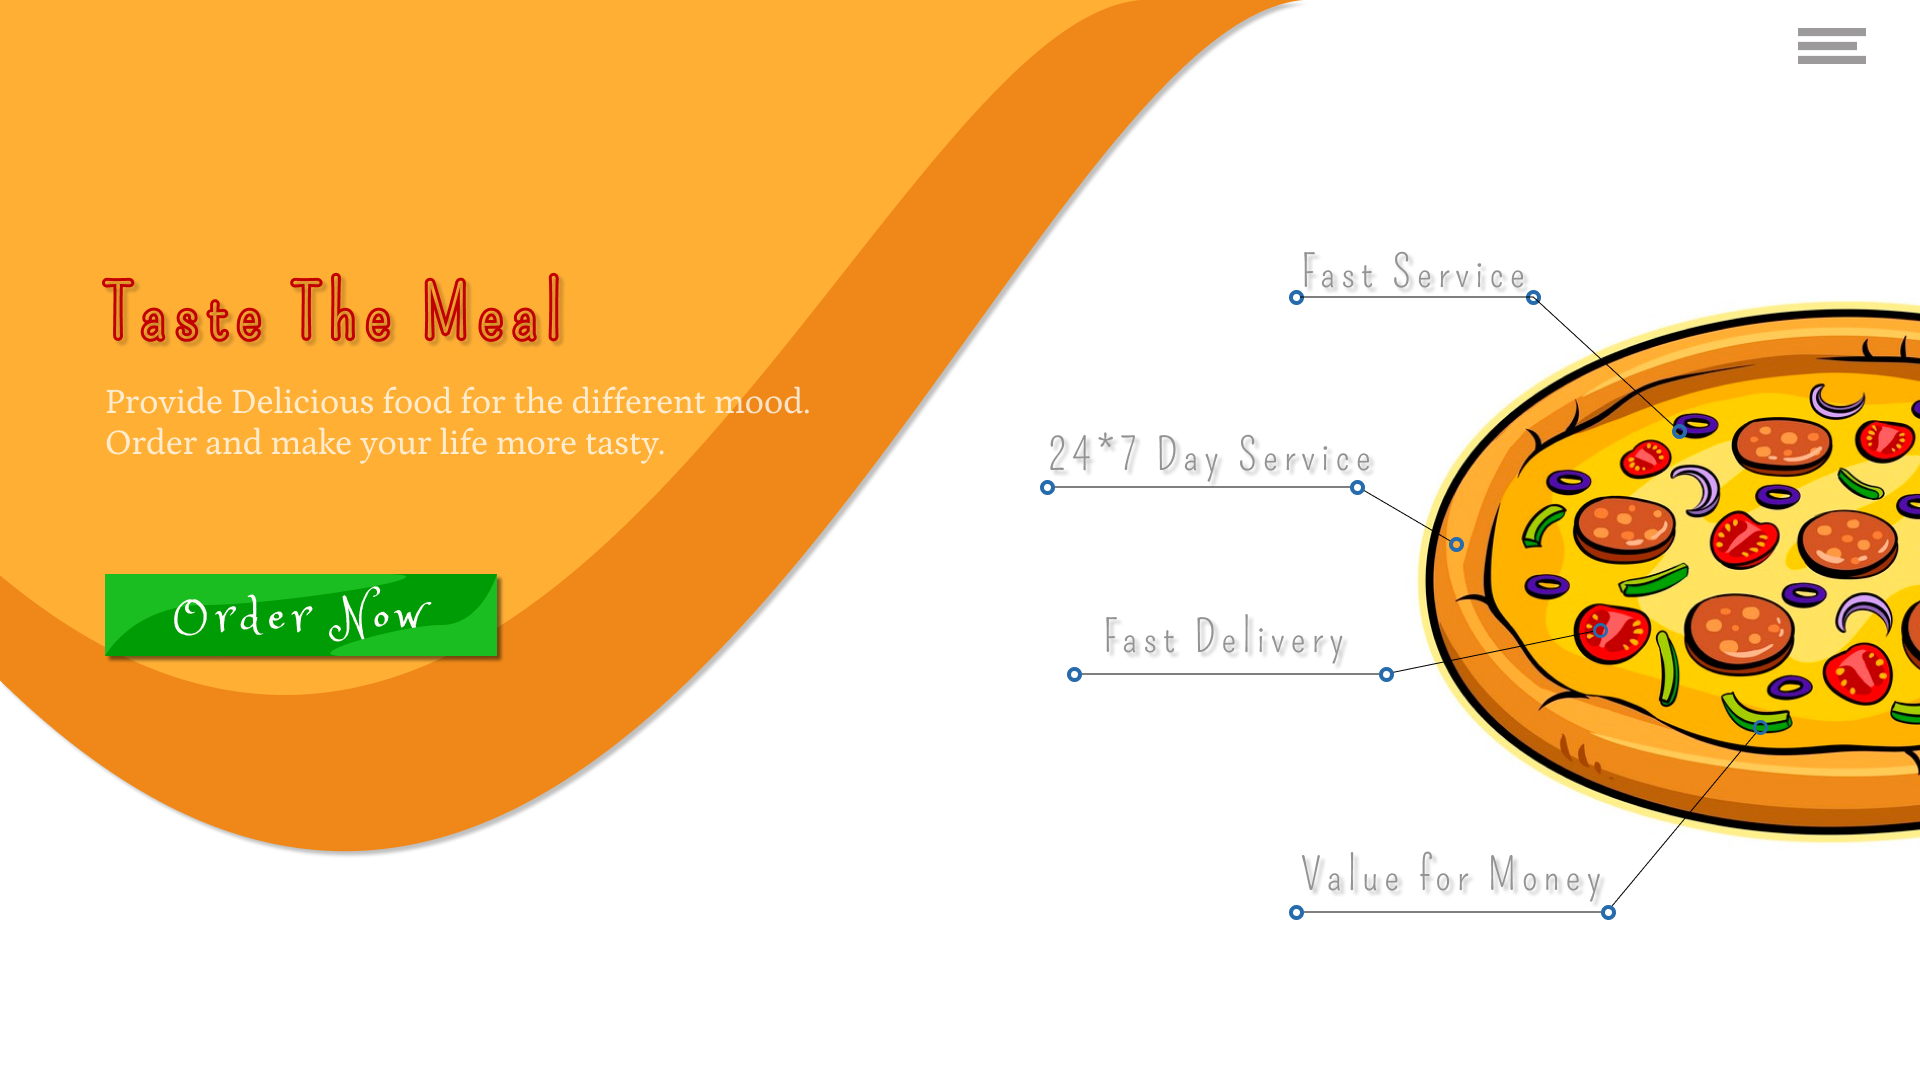 Taste The Meal
Provide Delicious food for the different mood.
Order and make your life more tasty.
Order Now
Fast Service
24*7 Day Service
Fast Delivery
Value for Money